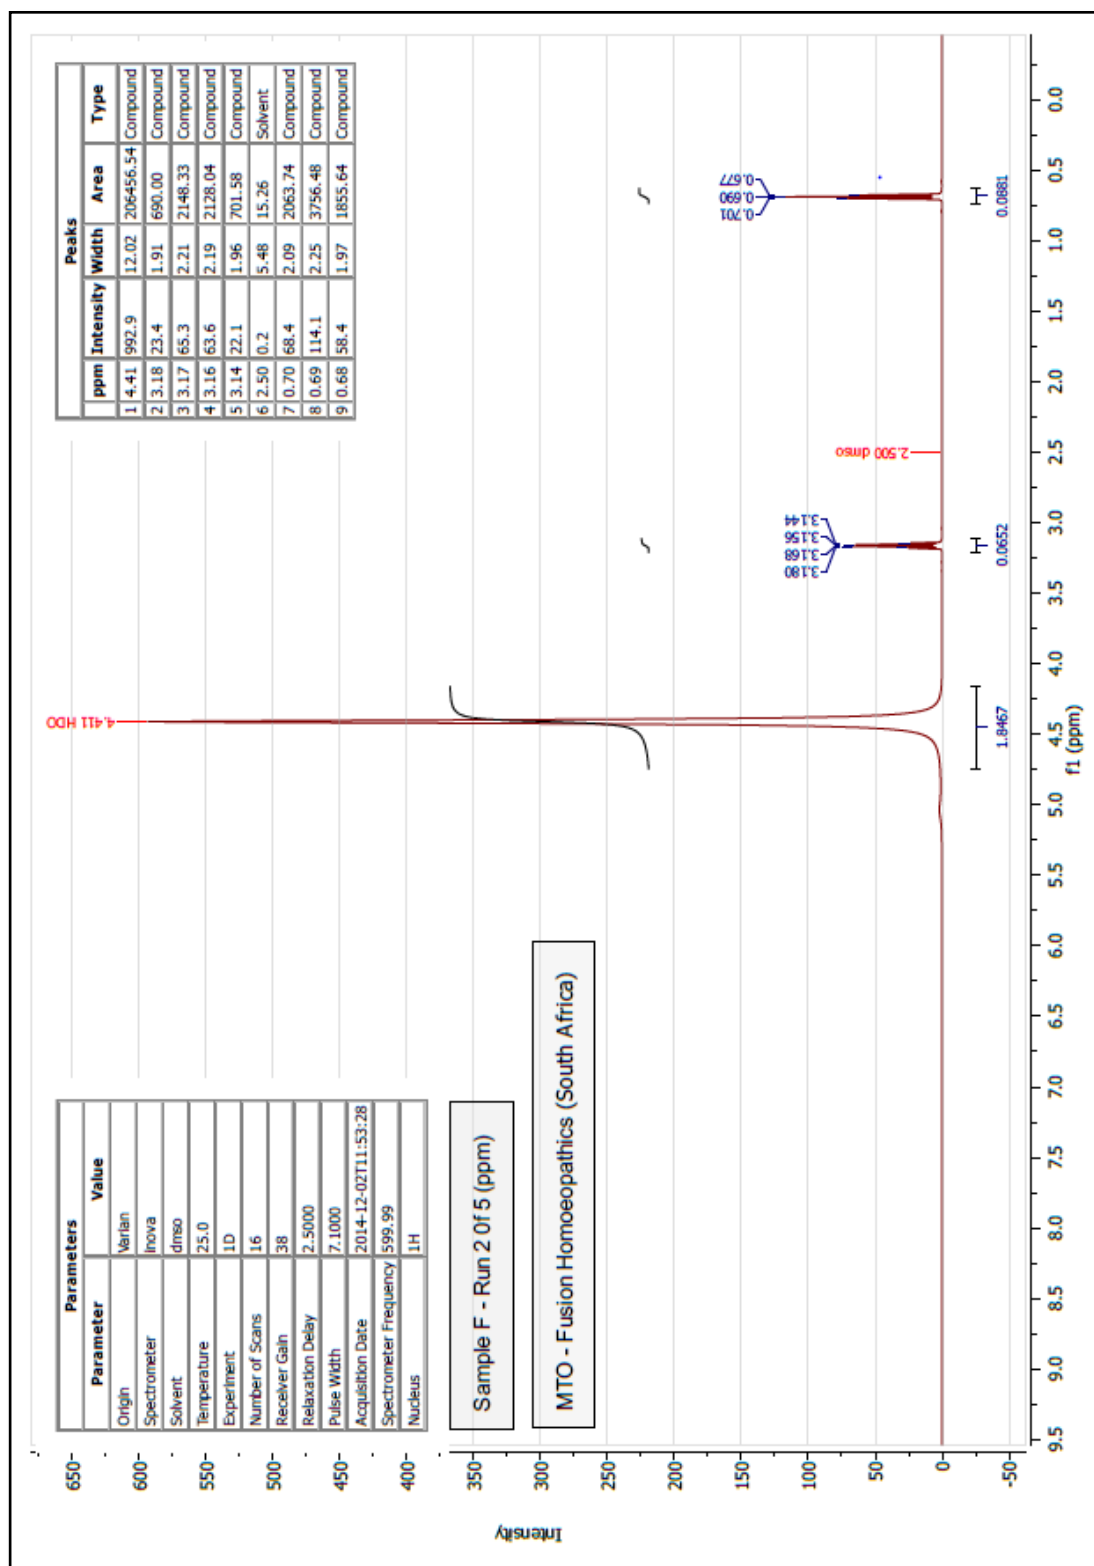 Parameters
Parameter Value
Origin Varian
Spectrometer inova
Solvent dmso
Temperature 25.0
Experiment 1D
Number of Scans 16
Receiver Gain 38
Relaxation Delay 2.5000
Pulse Width 7.1000
Acquisition Date 2014-12-02T11:53:28
Spectrometer Frequency 599.99
Nucleus 1H
Sample F - Run 2 0f 5 (ppm)
MTO - Fusion Homoeopathics (South Africa)
Peaks
ppm Intensity Width Area Type
1 4.41 992.9 12.02 206456.54 Compound
2 3.18 23.4 1.91 690.00 Compound
3 3.17 65.3 2.21 2148.33 Compound
4 3.16 63.6 2.19 2128.04 Compound
5 3.14 22.1 1.96 701.58 Compound
6 2.50 0.2 5.48 15.26 Solvent
7 0.70 68.4 2.09 2063.74 Compound
8 0.69 114.1 2.25 3756.48 Compound
9 0.68 58.4 1.97 1855.64 Compound
4.411 HDO
3.180
3.168
3.156
3.144
2.500 dmso
0.701
0.690
0.677
1.8467
0.0652
0.0881
650
600
550
500
450
400
350
300
250
200
150
100
50
0
-50
Intensity
9.5 9.0 8.5 8.0 7.5 7.0 6.5 6.0 5.5 5.0 4.5 4.0 3.5 3.0 2.5 2.0 1.5 1.0 0.5 0.0
f1 (ppm)